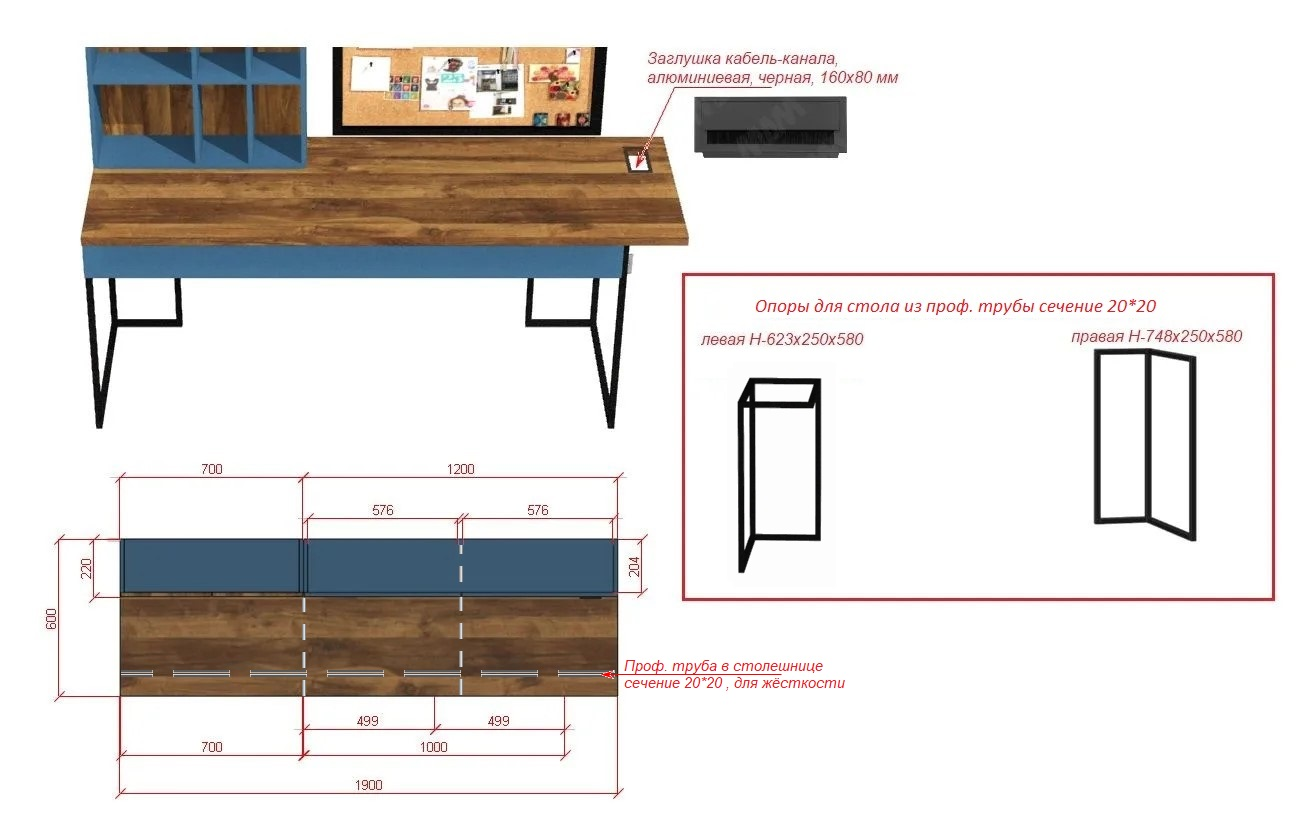 Заглушка кабель-канала,
алюминиевая, черная, 160х80 мм
Опоры для стола из проф. трубы сечение 20*20
левая Н-623х250х580
правая Н-748х250х580
700
1200
576
576
220
204
600
Проф. труба в столешнице
сечение 20*20 , для жёсткости
499
499
700
1000
1900